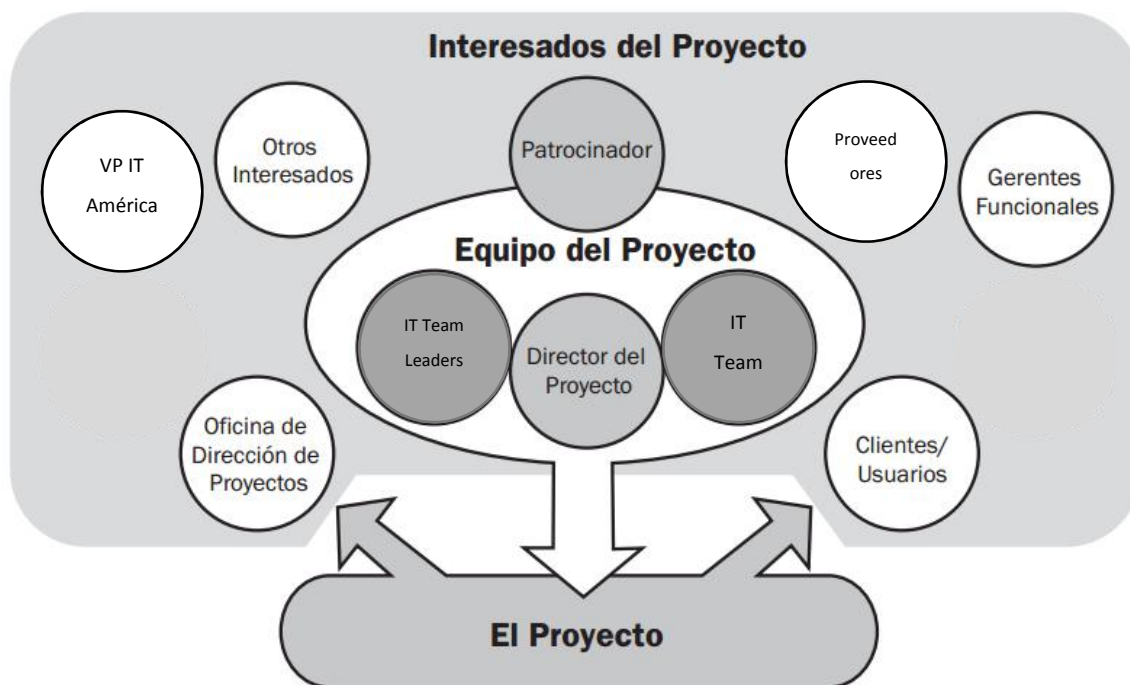 Interesados del Proyecto
VP IT
América
Otros
Interesados
Patrocinador
Proveed
ores
Gerentes
Funcionales
Equipo del Proyecto
IT Team
Leaders
Director del
Proyecto
IT
Team
Oficina de
Dirección de
Proyectos
Clientes/
Usuarios
El Proyecto